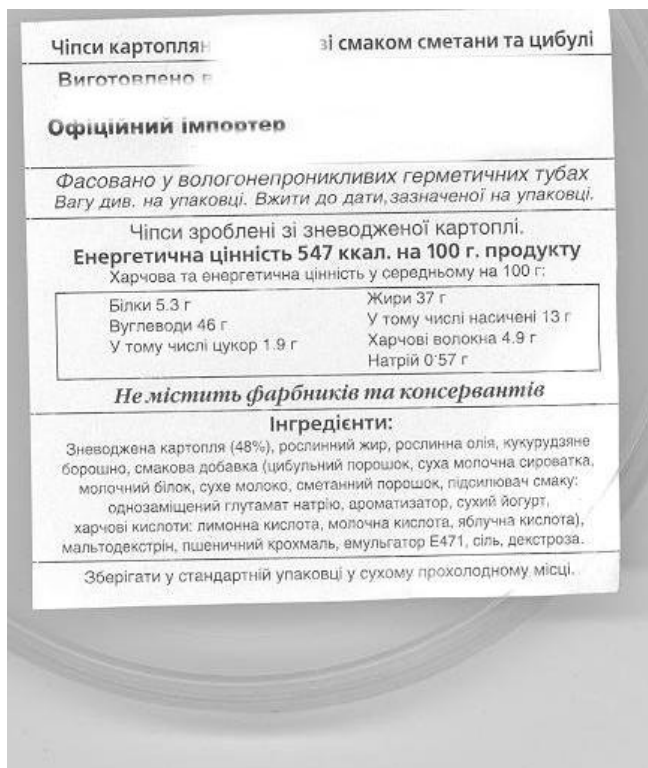 Чіпси картоплян зі смаком сметани та цибулі
Виготовлено в
Офіційний імпортер
Фасовано у вологонепроникливих герметичних тубах
Вагу див. на упаковці. Вжити до дати, зазначеної на упаковці.
Чіпси зроблені зі зневодженої картоплі.
Енергетична цінність 547 ккал. на 100 г. продукту
Харчова та енергетична цінність у середньому на 100 г:
Білки 5.3 г
Вуглеводи 46 г
У тому числі цукор 1.9 г
Жири 37 г
У тому числі насичені 13 г
Харчові волокна 4.9 г
Натрій 0˙57 г
Не містить фарбників та консервантів
Інгредієнти:
Зневоджена картопля (48%), рослинний жир, рослинна олія, кукурудзяне
борошно, смакова добавка (цибульний порошок, суха молочна сироватка,
молочний білок, сухе молоко, сметанний порошок, підсилювач смаку:
однозаміщений глутамат натрію, ароматизатор, сухий йогурт,
харчові кислоти: лимонна кислота, молочна кислота, яблучна кислота),
мальтодекстрін, пшеничний крохмаль, емульгатор Е471, сіль, декстроза.
Зберігати у стандартній упаковці у сухому прохолодному місці.